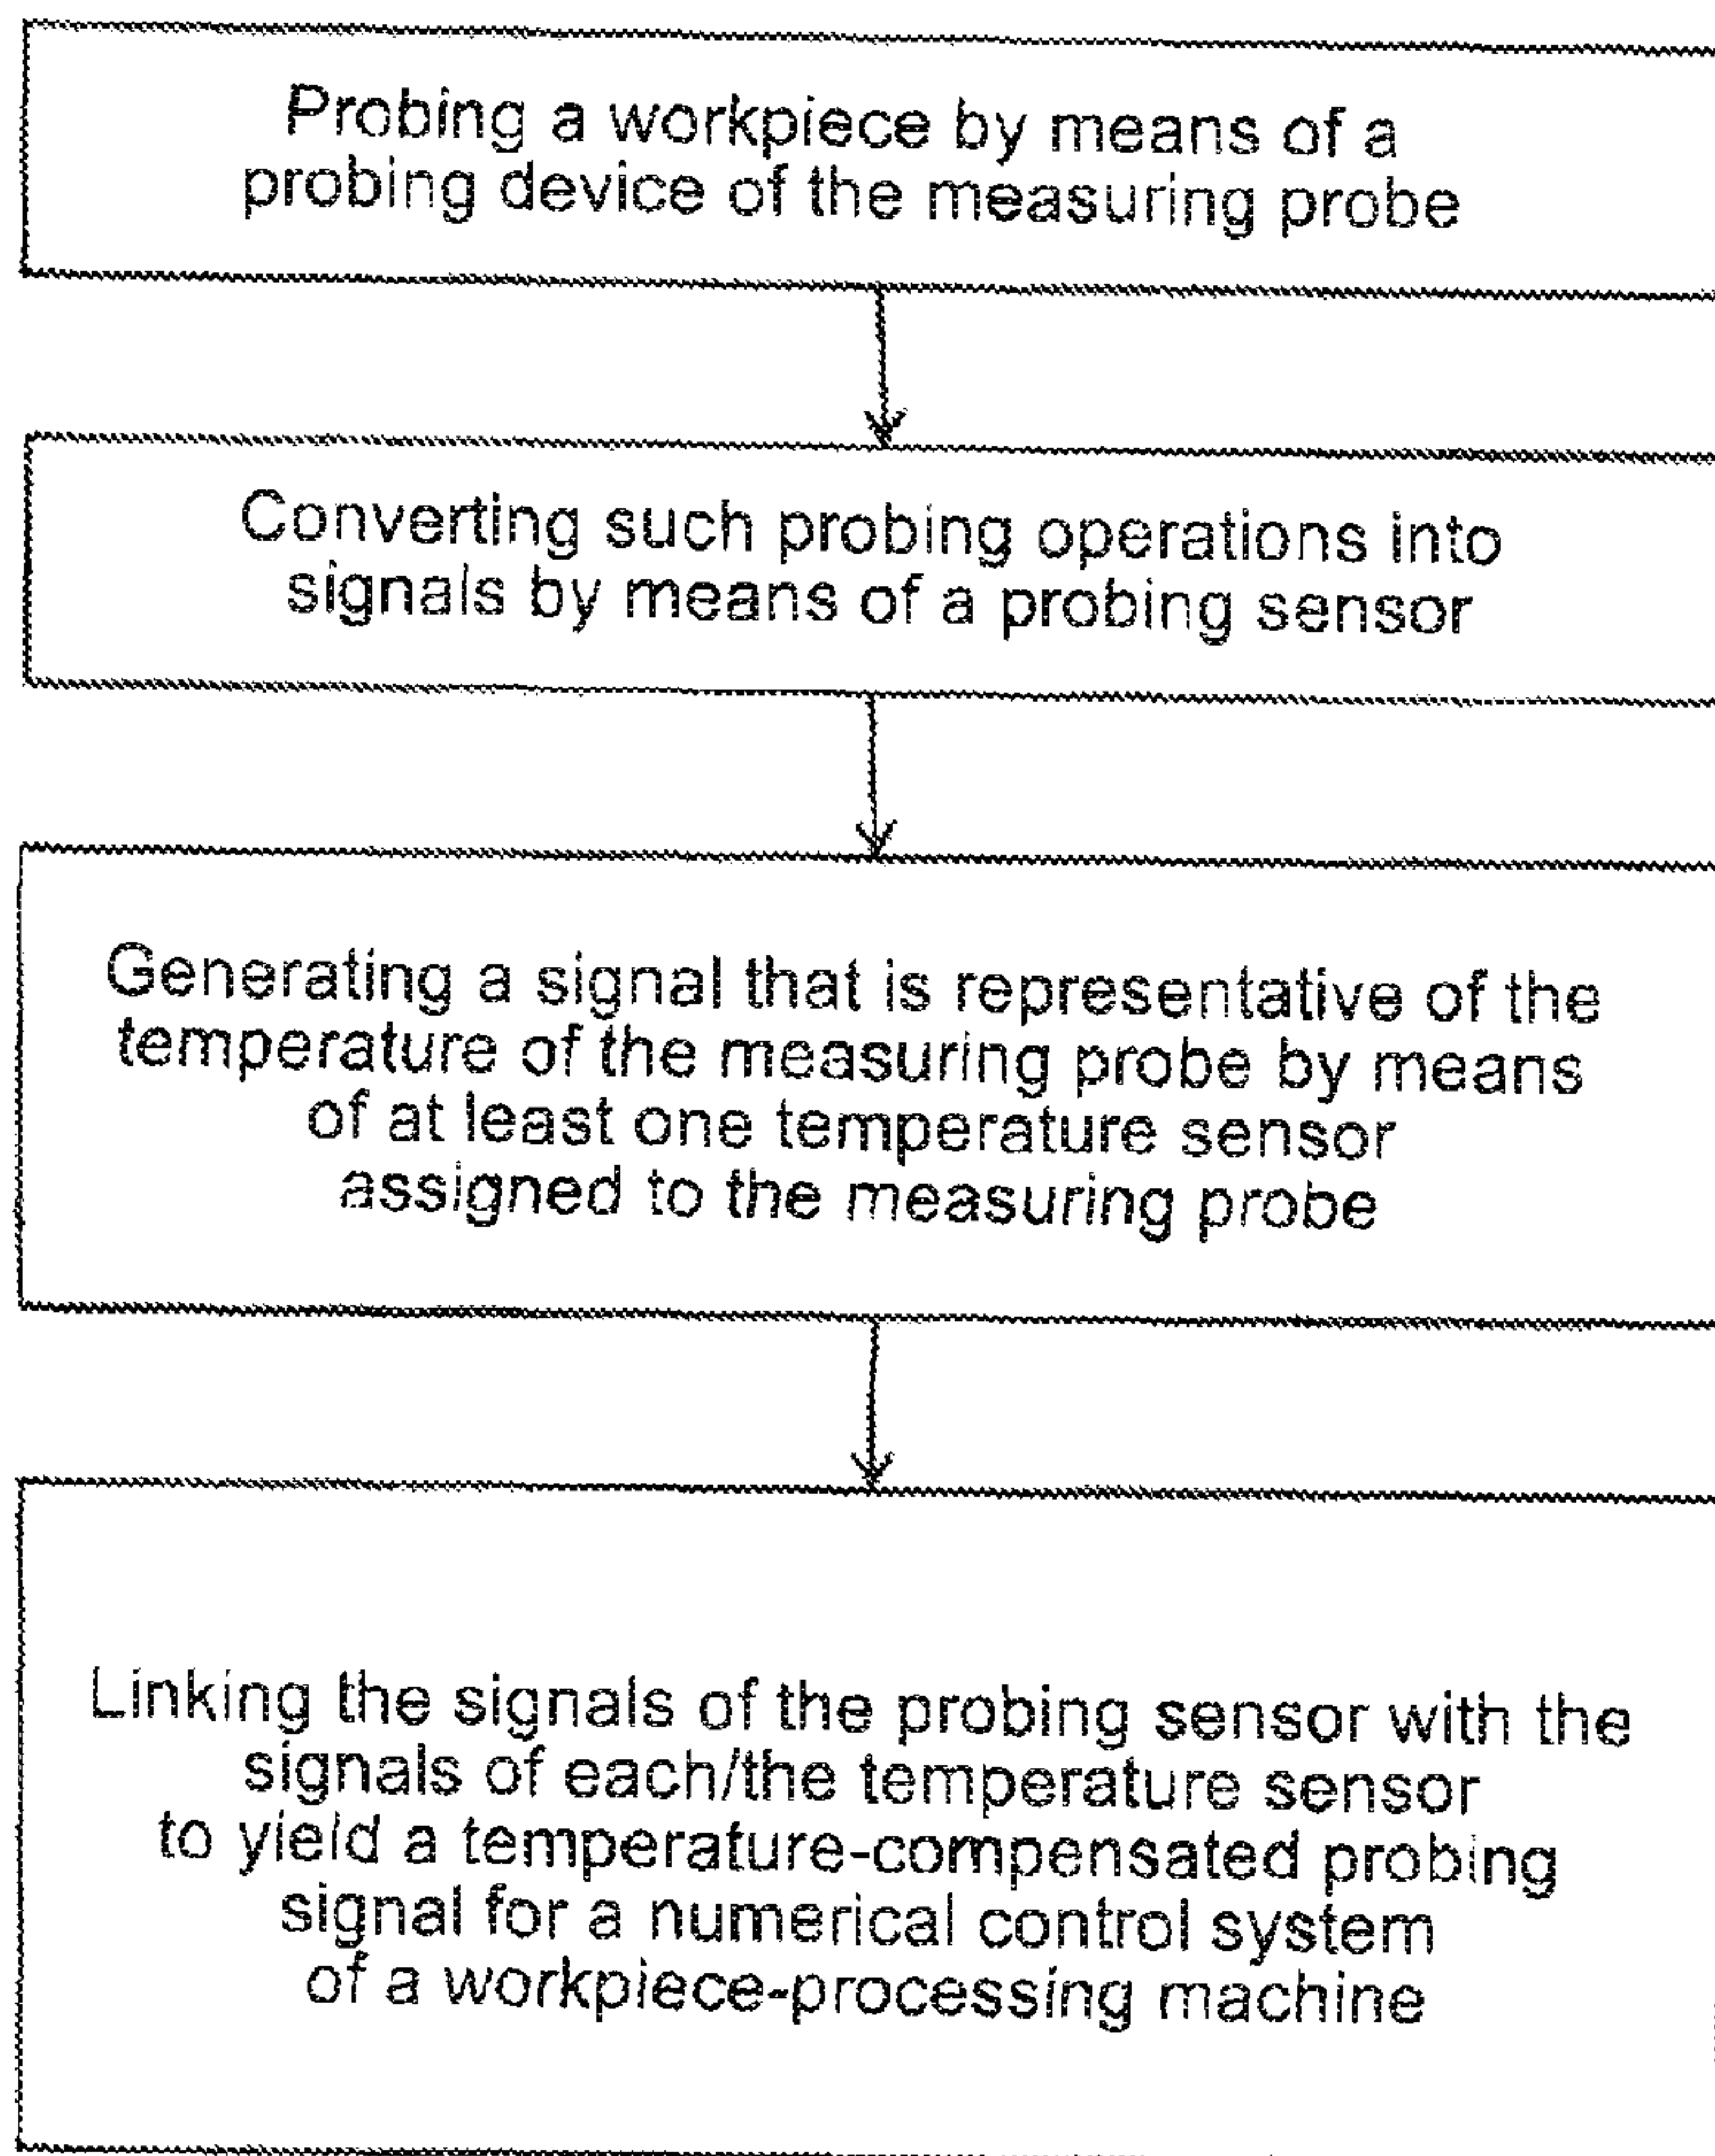 Probing a workpiece by means of a
probing device of the measuring probe
Converting such probing operations into
signals by means of a probing sensor
Generating a signal that is representative of the
temperature of the measuring probe by means
of at least one temperature sensor
assigned to the measuring probe
Linking the signals of the probing sensor with the
signals of each/the temperature sensor
to yield a temperature-compensated probing
signal for a numerical control system
of a workpiece-processing machine